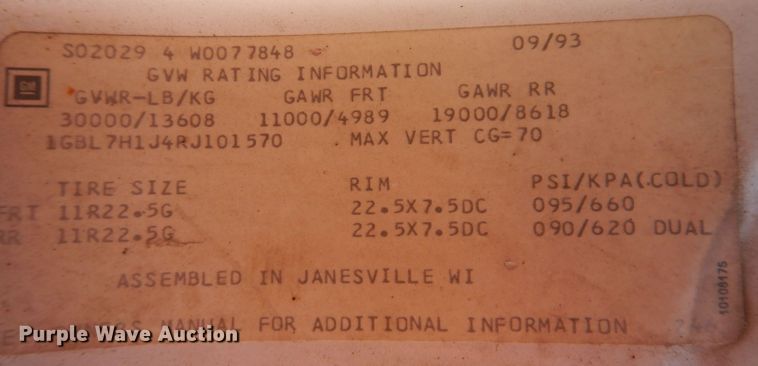 S02029 4 W0077848 09/93
GVW RATING INFORMATION
GM
GVWR-LB/KG GAWR FRT GAWR RR
30000/13608 11000/4989 19000/8618
1GBL7H1J4RJ101570 . MAX VERT CG=70
TIRE SIZE RIM PSI/KPA(COLD)
FRT 11R22.5G 22.5X7.5DC 095/660
RR 11R22.5G 22.5X7.5DC 090/620 DUAL
ASSEMBLED IN JANESVILLE WI
MANUAL FOR ADDITIONAL INFORMATION
10108175
Purple Wave Auction